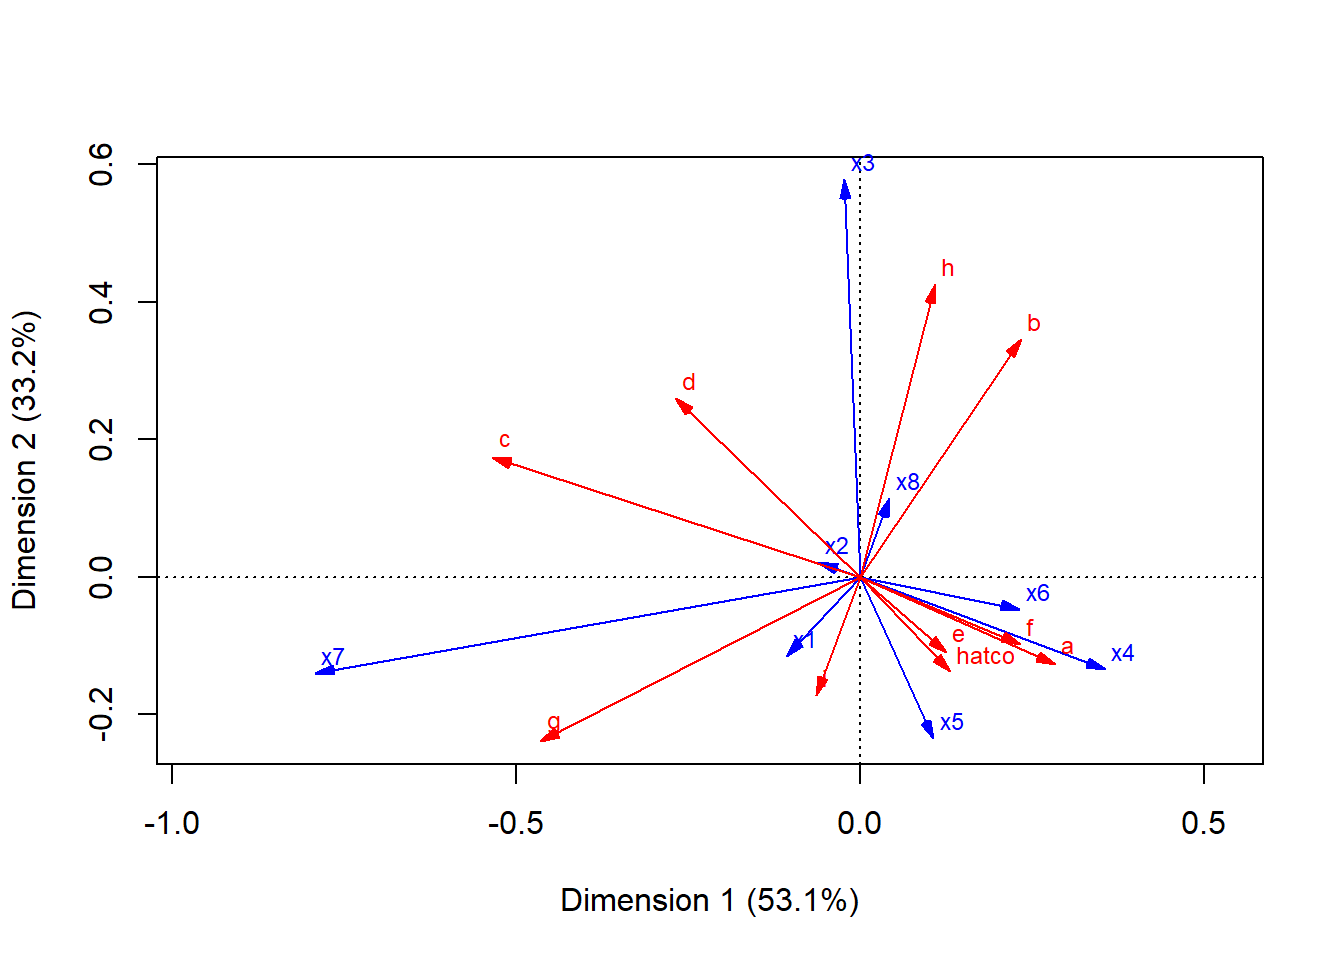 0.6
x3
h
0.4
b
d
0.2
c
x8
x2
Dimension 2 (33.2%)
0.0
x6
f
e
x1
a
hatco
x4
x7
-0.2
g
x5
-1.0
-0.5
0.0
0.5
Dimension 1 (53.1%)